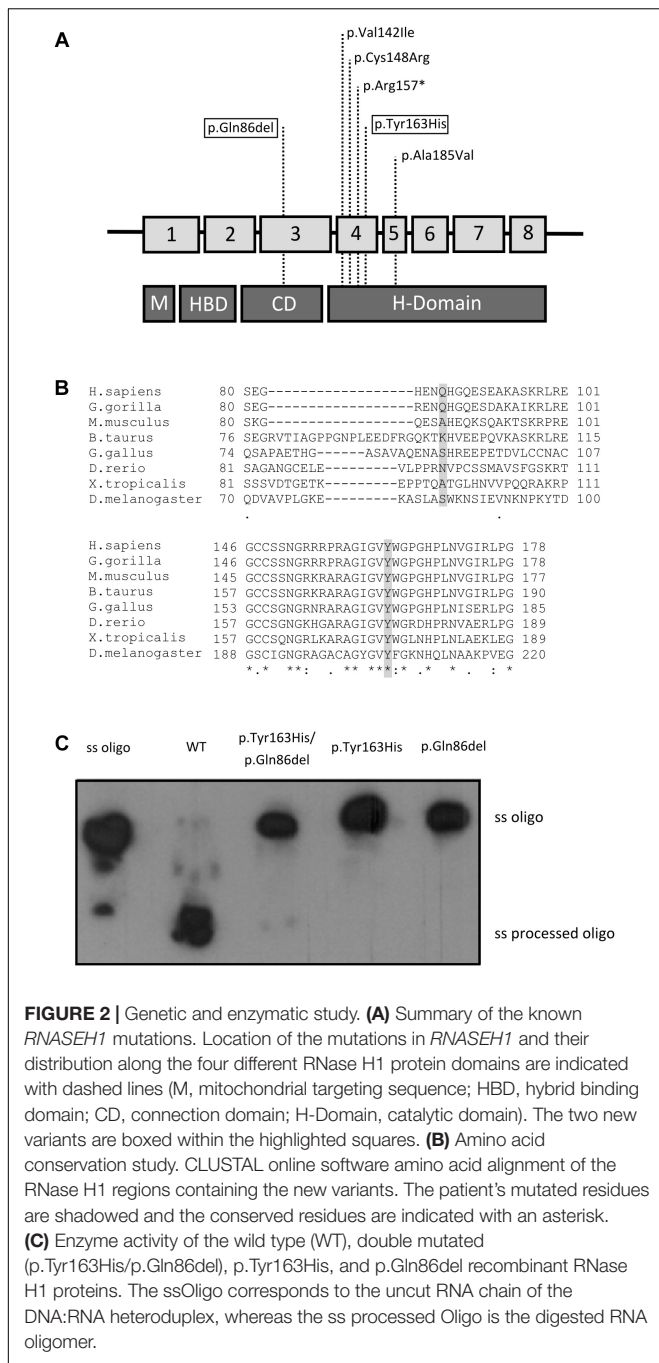 A
p.Val142Ile
p.Cys148Arg
p.Arg157*
p.Gln86del
p.Tyr163His
p.Ala185Val
1 2 3 4 5 6 7 8
M HBD CD H-Domain
B
H.sapiens 80 SEG-----------------HENQHGQESEAKASKRLRE 101
G.gorilla 80 SEG-----------------RENQHGQESDAKAIKRLRE 101
M.musculus 80 SKG-----------------QESAHEQKSQAKTSKRPRE 101
B.taurus 76 SEGRVTIAGPPGNPLEEDFRGQKTKHVEEPQVKASKRLRE 115
G.gallus 74 QSAPAETHG------ASAVAQENASHREEPETDVLCCNAC 107
D.rerio 81 SAGANGCELE---------VLPPRNVPCSSMAVSFGSKRT 111
X.tropicalis 81 SSSVDTGETK---------EPPTQATGLHNVVPQQRAKRP 111
D.melanogaster 70 QDVAVPLGKE---------KASLASWKNSIEVNKNPKYTD 100
. .
H.sapiens 146 GCCSSNGRRRPRAGIGVYWGPGHPLNVGIRLPG 178
G.gorilla 146 GCCSSNGRRRPRAGIGVYWGPGHPLNVGIRLPG 178
M.musculus 145 GCCSSNGRKRARAGIGVYWGPGHPLNVGIRLPG 177
B.taurus 157 GCCSSNGRRKARAGIGVYWGPGHPLNVGIRLPG 190
G.gallus 153 GCCSGNGKHGARAGIGVYWGPGHPLNISERLPG 185
D.rerio 157 GCCSGNGRNRARAGIGVYWGRDHPRNVAERLPG 189
X.tropicalis 157 GCCSQNGRLKARAGIGVYWGLNHPLNLAEKLEG 189
D.melanogaster 188 GSCIGNGRAGACAGYGVYFGKNHQLNAAKPVEG 220
*.* **: . ** ***:* .* * . : *
C
ss oligo WT p.Tyr163His/ p.Tyr163His p.Gln86del
p.Gln86del
ss oligo
ss processed oligo
FIGURE 2 | Genetic and enzymatic study. (A) Summary of the known
RNASEH1 mutations. Location of the mutations in RNASEH1 and their
distribution along the four different RNase H1 protein domains are indicated
with dashed lines (M, mitochondrial targeting sequence; HBD, hybrid binding
domain; CD, connection domain; H-Domain, catalytic domain). The two new
variants are boxed within the highlighted squares. (B) Amino acid
conservation study. CLUSTAL online software amino acid alignment of the
RNase H1 regions containing the new variants. The patient's mutated residues
are shadowed and the conserved residues are indicated with an asterisk.
(C) Enzyme activity of the wild type (WT), double mutated
(p.Tyr163His/p.Gln86del), p.Tyr163His, and p.Gln86del recombinant RNase
H1 proteins. The ssOligo corresponds to the uncut RNA chain of the
DNA:RNA heteroduplex, whereas the ss processed Oligo is the digested RNA
oligomer.